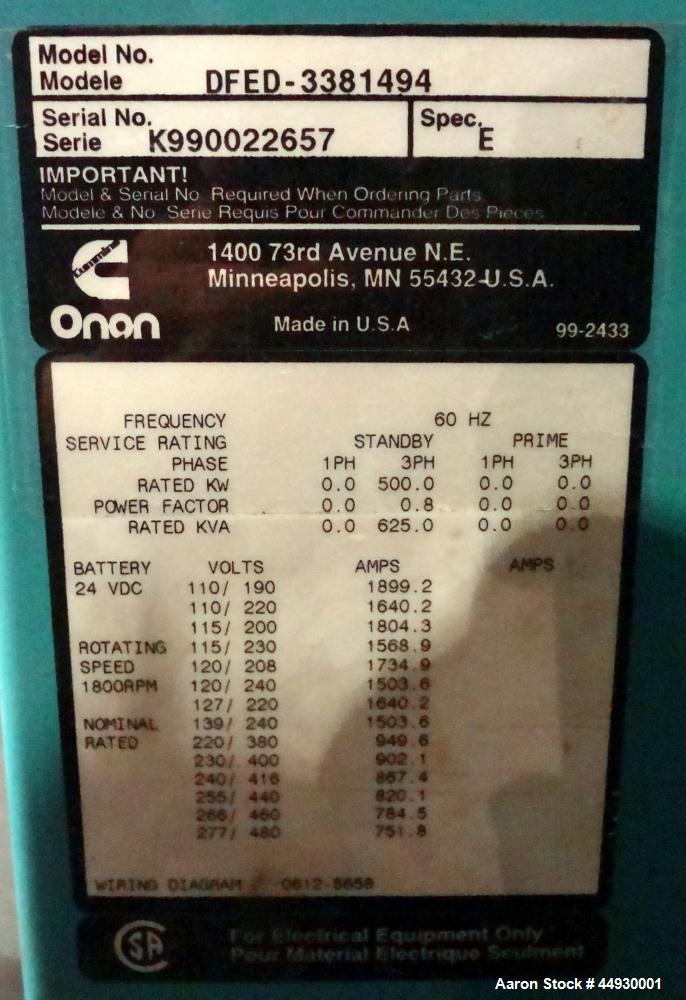 Model No.
Modele DFED-3381494
Serial No. Spec.
Serie K990022657 E
IMPORTANT!
Model & Serial No Required When Ordering Parts
Modele & No Serie Requis Pour Commander Des Pieces
Cummins
Onan
1400 73rd Avenue N.E.
Minneapolis, MN 55432-U.S.A.
Made in U.S.A 99-2433
FREQUENCY 60 HZ
SERVICE RATING STANDBY PRIME
PHASE 1PH 3PH 1PH 3PH
RATED KW 0.0 500.0 0.0 0.0
POWER FACTOR 0.0 0.8 0.0 0.0
RATED KVA 0.0 625.0 0.0 0.0
BATTERY VOLTS AMPS AMPS
24 VDC 110/ 190 1899.2
110/ 220 1640.2
115/ 200 1804.3
ROTATING 115/ 230 1568.9
SPEED 120/ 208 1734.9
1800RPM 120/ 240 1503.6
127/ 220 1640.2
NOMINAL 139/ 240 1503.6
RATED 220/ 380 949.6
230/ 400 902.1
240/ 416 867.4
255/ 440 820.1
266/ 460 784.5
277/ 480 751.8
WIRING DIAGRAM 0612-6658
SA
For Electrical Equipment Only
Pour Materiel Electrique Seulment
Aaron Stock # 44930001